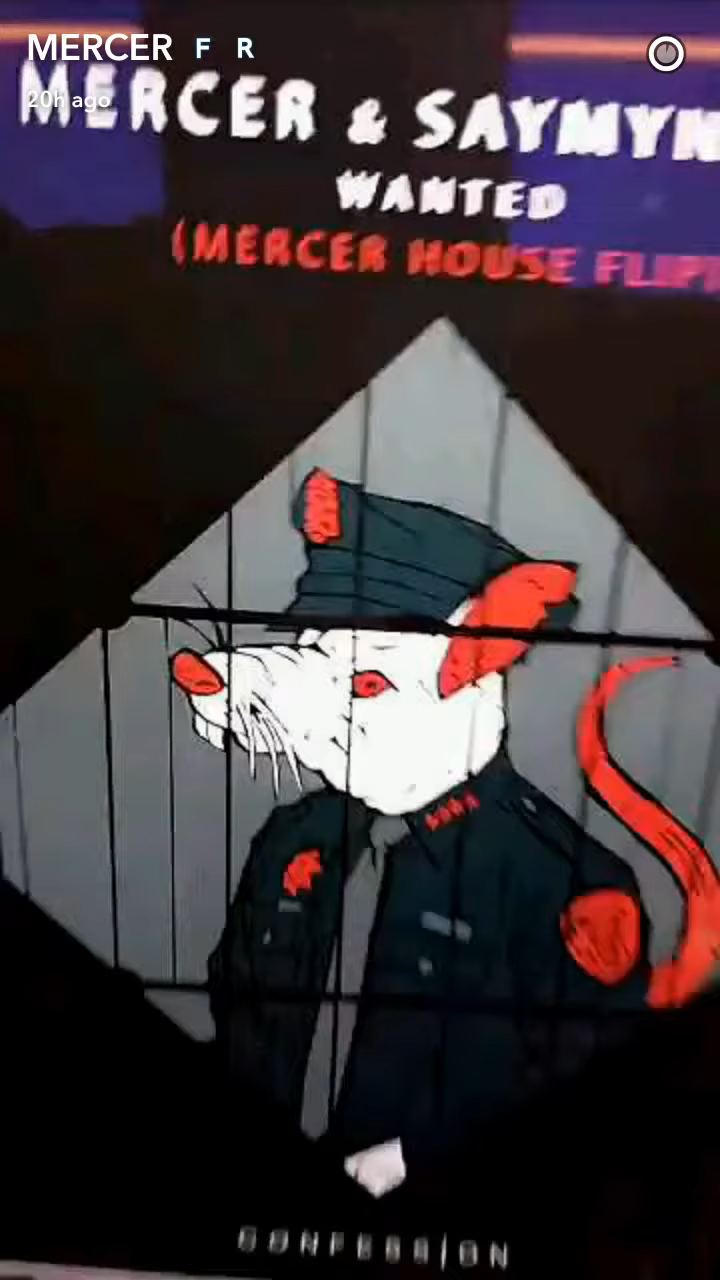 MERCER F R
20h ago
MERCER & SAYMYN
WANTED
(MERCER HOUSE FLIP
CONFESSION